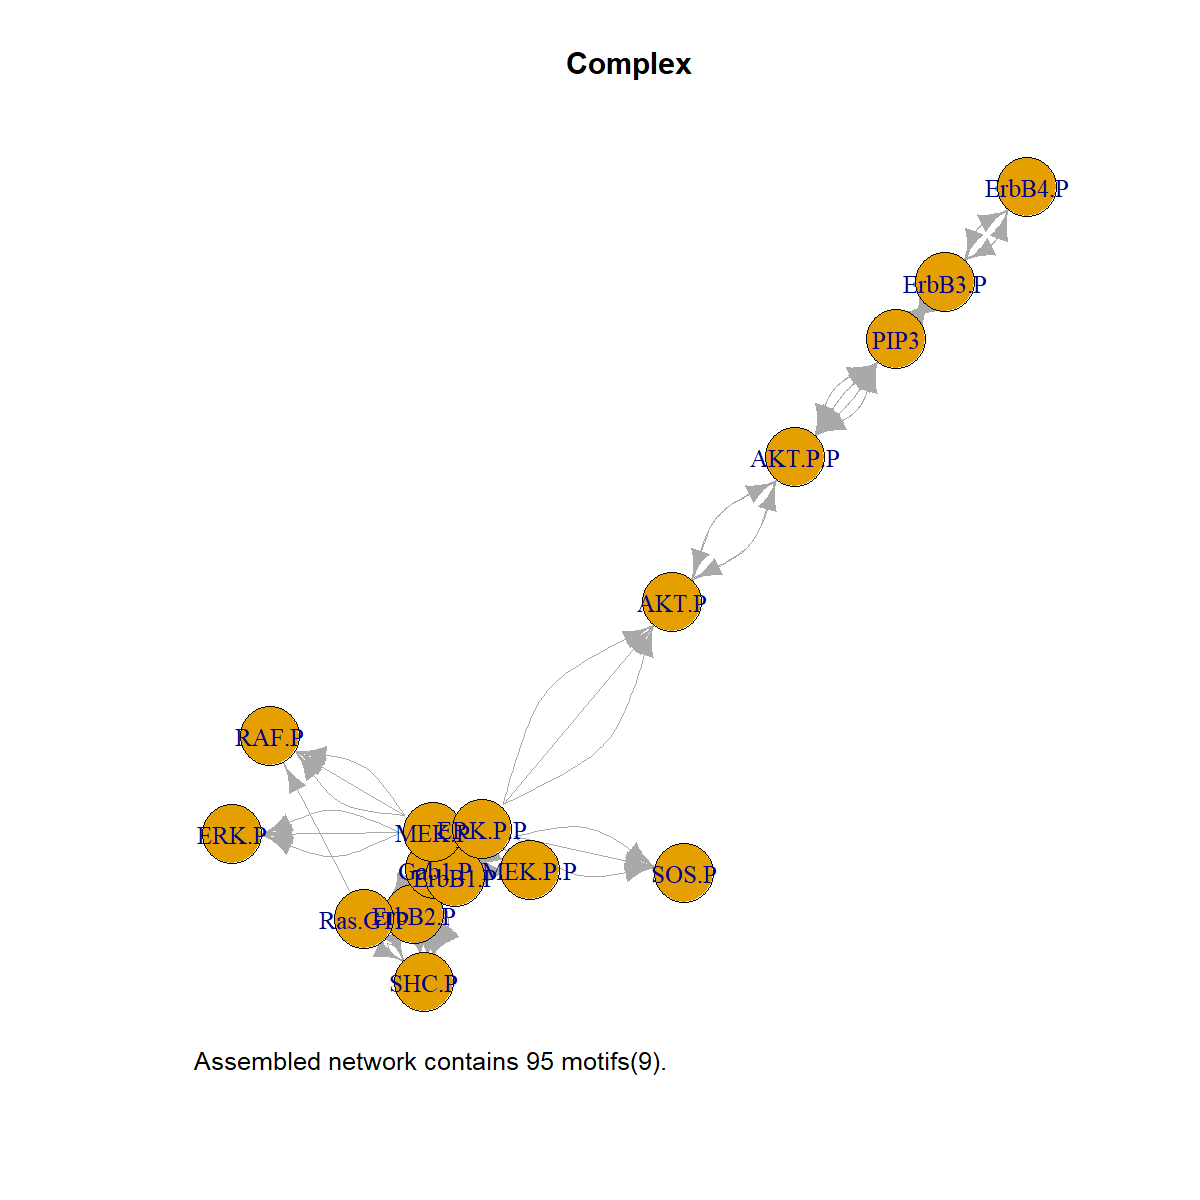 Complex
ErbB4.P
ErbB3.P
PIP3
AKT.P.P
AKT.P
RAF.P
ERK.P
MEK.P
ERK.P.P
Gab1.P
ErbB1.P
MEK.P.P
SOS.P
Ras.GTP
ErbB2.P
SHC.P
Assembled network contains 95 motifs(9).